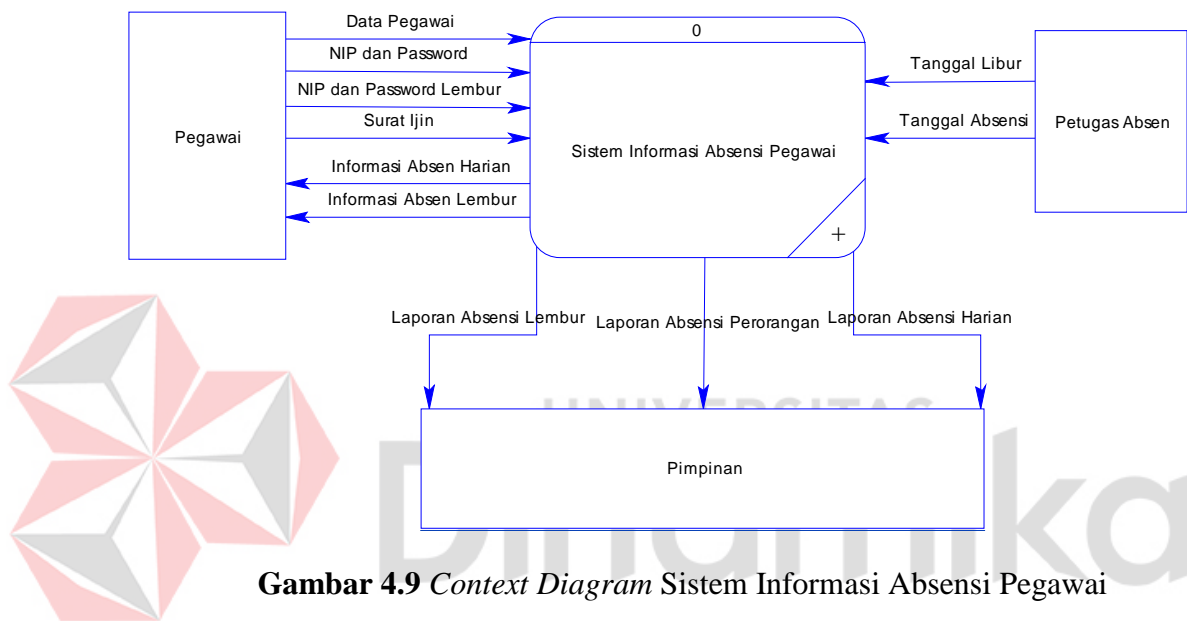 Data Pegawai
0
NIP dan Password
Tanggal Libur
NIP dan Password Lembur
Surat Ijin
Tanggal Absensi
Pegawai
Petugas Absen
Sistem Informasi Absensi Pegawai
Informasi Absen Harian
Informasi Absen Lembur
+
Laporan Absensi Lembur
Laporan Absensi Perorangan
Laporan Absensi Harian
UNIVERSITAS
Dinamika
Pimpinan
Gambar 4.9 Context Diagram Sistem Informasi Absensi Pegawai